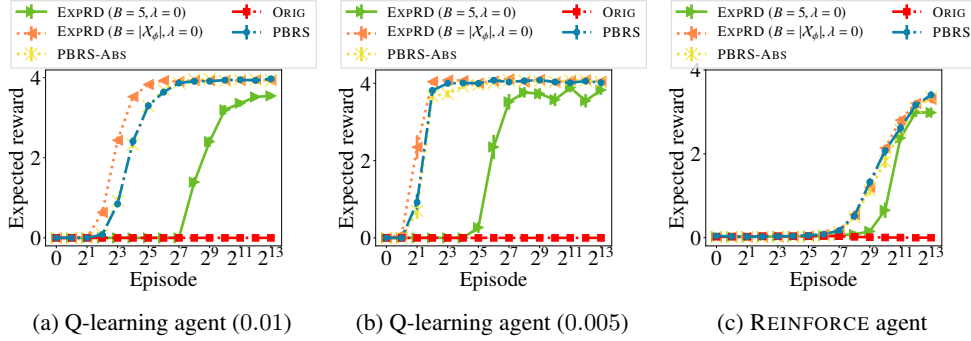 EXPRD (B = 5, λ = 0) ORIG
EXPRD (B = |X_ϕ|, λ = 0) PBRS
PBRS-ABS
EXPRD (B = 5, λ = 0) ORIG
EXPRD (B = |X_ϕ|, λ = 0) PBRS
PBRS-ABS
EXPRD (B = 5, λ = 0) ORIG
EXPRD (B = |X_ϕ|, λ = 0) PBRS
PBRS-ABS
Expected reward
4
2
0
0 2^1 2^3 2^5 2^7 2^9 2^11 2^13
Episode
Expected reward
4
2
0
0 2^1 2^3 2^5 2^7 2^9 2^11 2^13
Episode
Expected reward
4
2
0
0 2^1 2^3 2^5 2^7 2^9 2^11 2^13
Episode
(a) Q-learning agent (0.01)
(b) Q-learning agent (0.005)
(c) REINFORCE agent